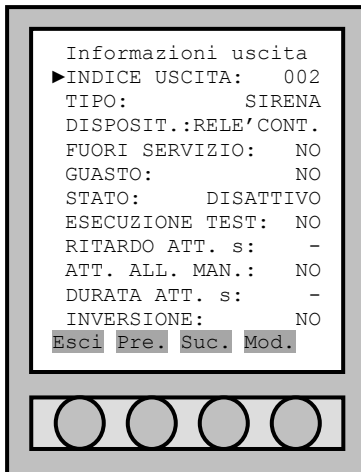 Informazioni uscita
►INDICE USCITA: 002
TIPO: SIRENA
DISPOSIT.:RELE’CONT.
FUORI SERVIZIO: NO
GUASTO: NO
STATO: DISATTIVO
ESECUZIONE TEST: NO
RITARDO ATT. s: -
ATT. ALL. MAN.: NO
DURATA ATT. s: -
INVERSIONE: NO
Esci Pre. Suc. Mod.